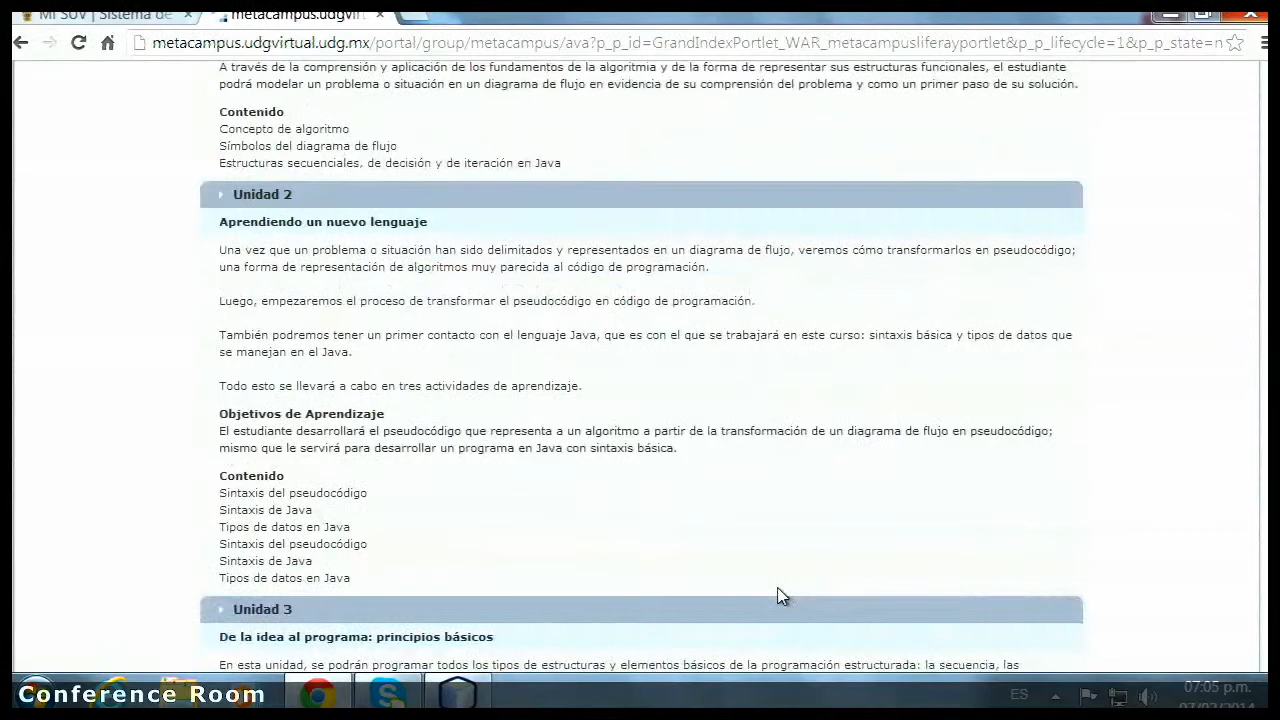 Mi SUV | Sistema de
metacampus.udgvirt
metacampus.udgvirtual.udg.mx/portal/group/metacampus/
A través de la comprensión y aplicación de los fundamentos de la algoritmia y de la forma de representar sus estructuras funcionales, el estudiante
podrá modelar un problema o situación en un diagrama de flujo en evidencia de su comprensión del problema y como un primer paso de su solución.
Contenido
Concepto de algoritmo
Símbolos del diagrama de flujo
Estructuras secuenciales, de decisión y de iteración en Java
Unidad 2
Aprendiendo un nuevo lenguaje
Una vez que un problema o situación han sido delimitados y representados en un diagrama de flujo, veremos cómo transformarlos en pseudocódigo;
una forma de representación de algoritmos muy parecida al código de programación.
Luego, empezaremos el proceso de transformar el pseudocódigo en código de programación.
También podremos tener un primer contacto con el lenguaje Java, que es con el que se trabajará en este curso: sintaxis básica y tipos de datos que
se manejan en el Java.
Todo esto se llevará a cabo en tres actividades de aprendizaje.
Objetivos de Aprendizaje
El estudiante desarrollará el pseudocódigo que representa a un algoritmo a partir de la transformación de un diagrama de flujo en pseudocódigo;
mismo que le servirá para desarrollar un programa en Java con sintaxis básica.
Contenido
Sintaxis del pseudocódigo
Sintaxis de Java
Tipos de datos en Java
Sintaxis del pseudocódigo
Sintaxis de Java
Tipos de datos en Java
Unidad 3
De la idea al programa: principios básicos
En esta unidad, se podrán programar todos los tipos de estructuras y elementos básicos de la programación estructurada: la secuencia, las
Conference Room
ES
07:05 p.m.